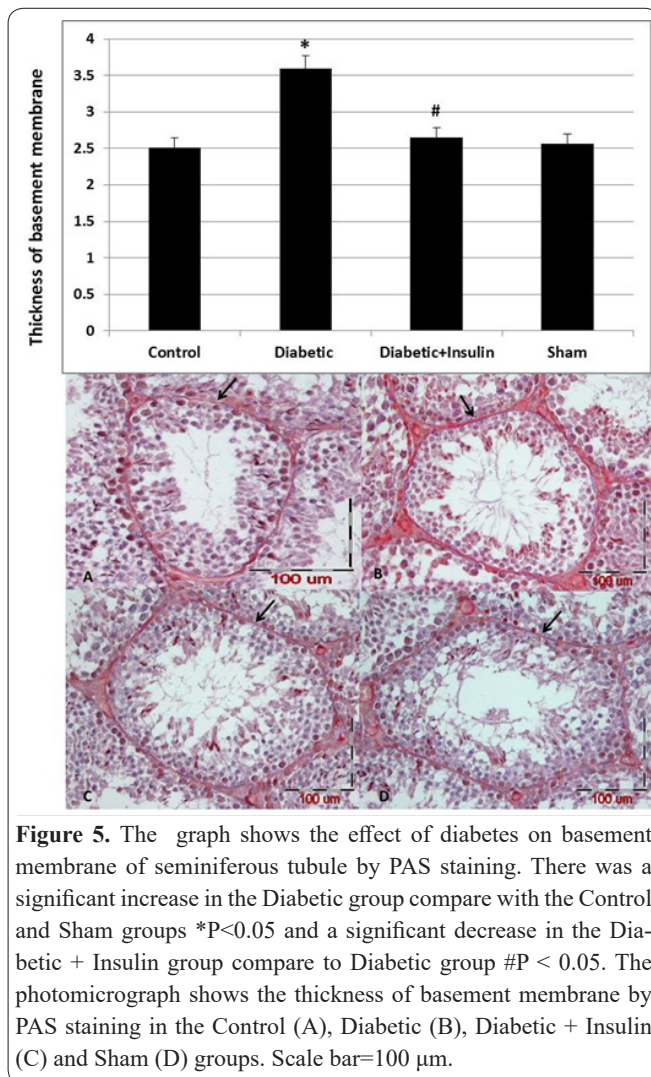 4
3.5
3
2.5
2
1.5
1
0.5
0
Thickness of basement membrane
*
#
Control Diabetic Diabetic+Insulin Sham
A 100 um
B 100 um
C 100 um
D 100 um
Figure 5. The graph shows the effect of diabetes on basement
membrane of seminiferous tubule by PAS staining. There was a
significant increase in the Diabetic group compare with the Control
and Sham groups *P<0.05 and a significant decrease in the Dia-
betic + Insulin group compare to Diabetic group #P < 0.05. The
photomicrograph shows the thickness of basement membrane by
PAS staining in the Control (A), Diabetic (B), Diabetic + Insulin
(C) and Sham (D) groups. Scale bar=100 μm.